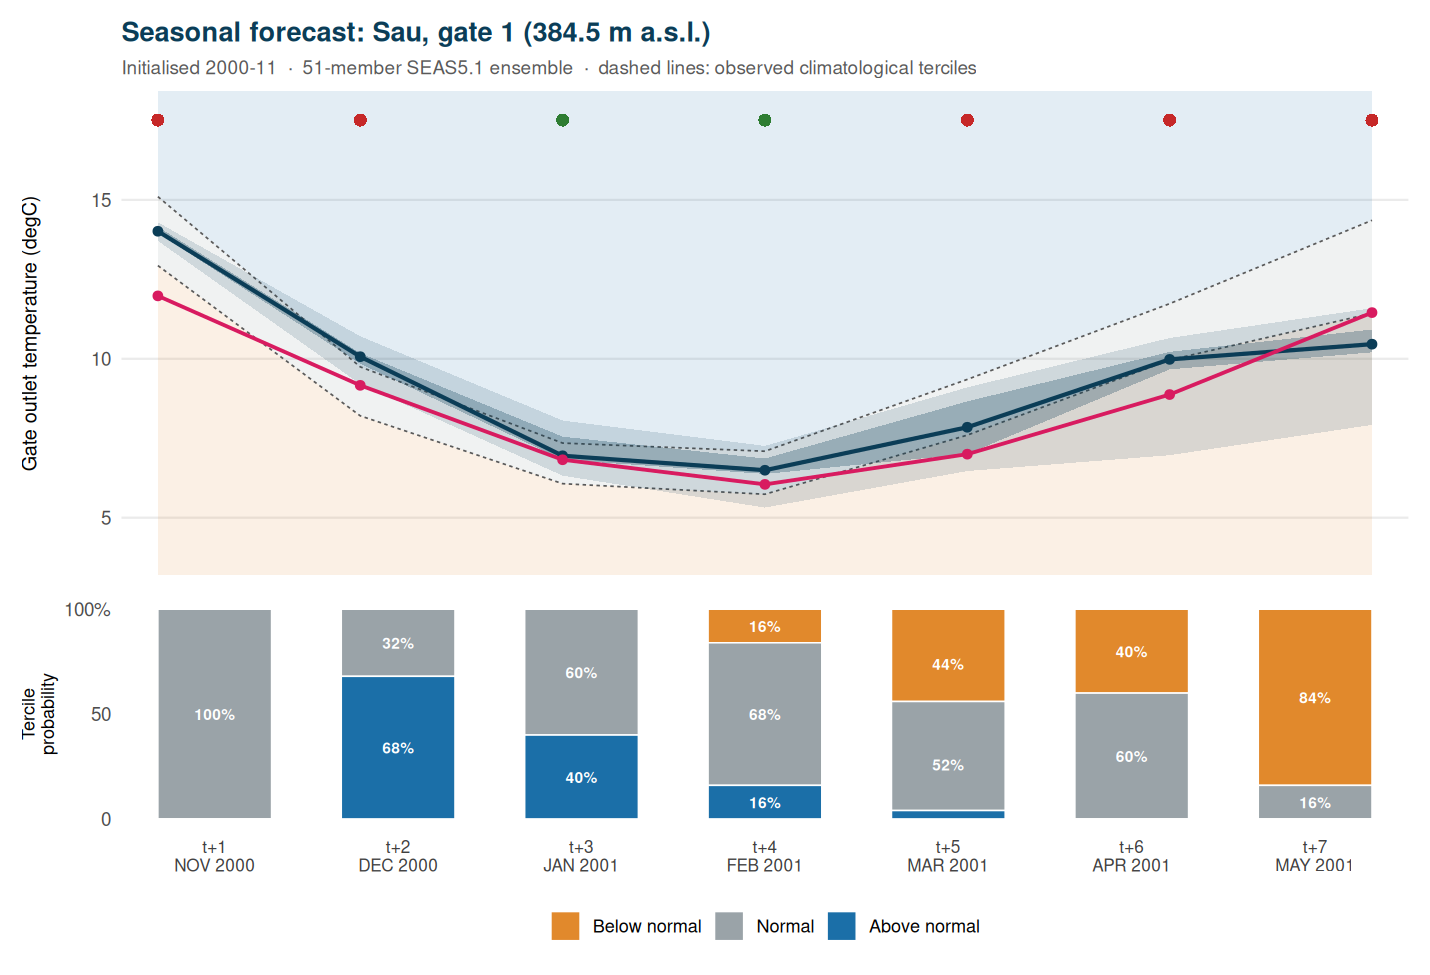 Seasonal forecast: Sau, gate 1 (384.5 m a.s.l.)
Initialised 2000-11 · 51-member SEAS5.1 ensemble · dashed lines: observed climatological terciles
Gate outlet temperature (degC)
15
10
5
Tercile
probability
100%
50
0
100%
32%
68%
60%
40%
16%
68%
16%
44%
52%
40%
60%
84%
16%
t+1
NOV 2000
t+2
DEC 2000
t+3
JAN 2001
t+4
FEB 2001
t+5
MAR 2001
t+6
APR 2001
t+7
MAY 2001
Below normal
Normal
Above normal